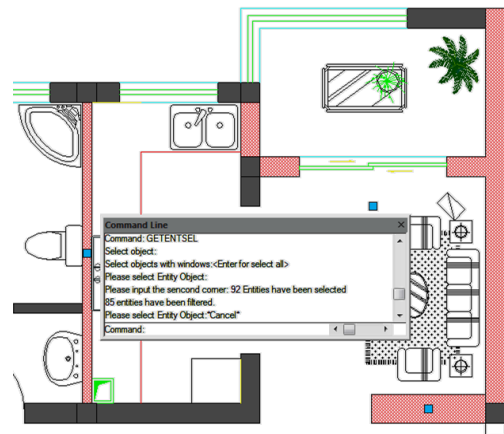 Command Line
Command: GETENTSEL
Select object:
Select objects with windows:<Enter for select all>
Please select Entity Object:
Please input the sencond corner: 92 Entities have been selected
85 entities have been filtered.
Please select Entity Object:*Cancel*
Command: